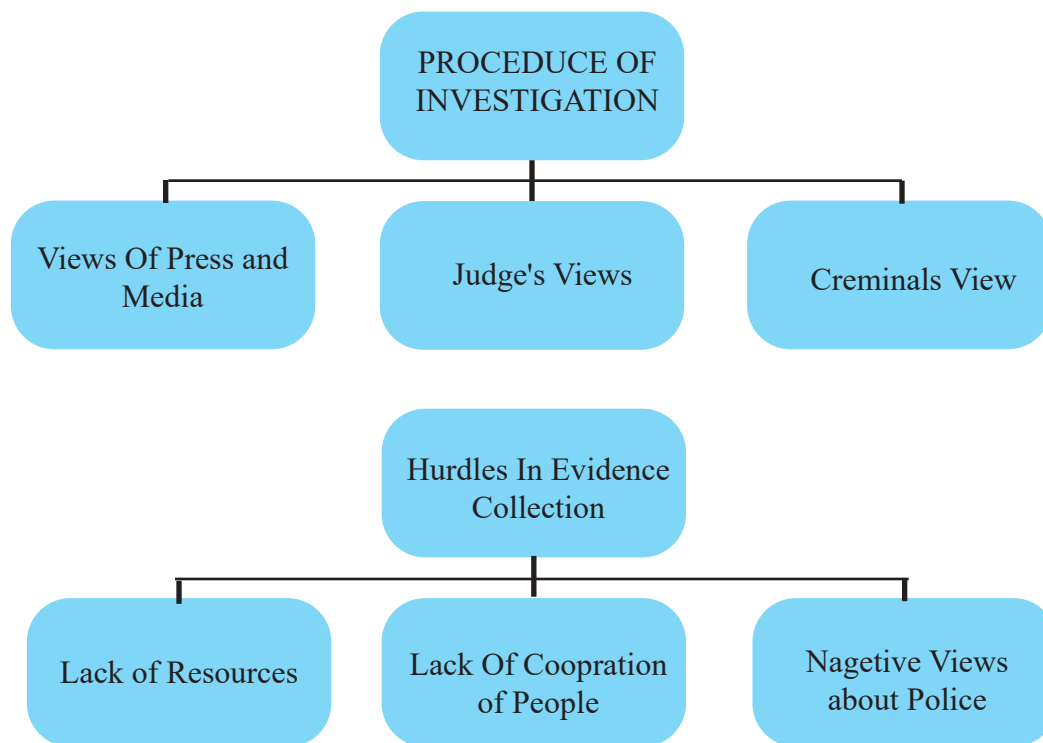 PROCEDUCE OF
INVESTIGATION
Views Of Press and
Media
Judge's Views
Creminals View
Hurdles In Evidence
Collection
Lack of Resources
Lack Of Coopration
of People
Nagetive Views
about Police